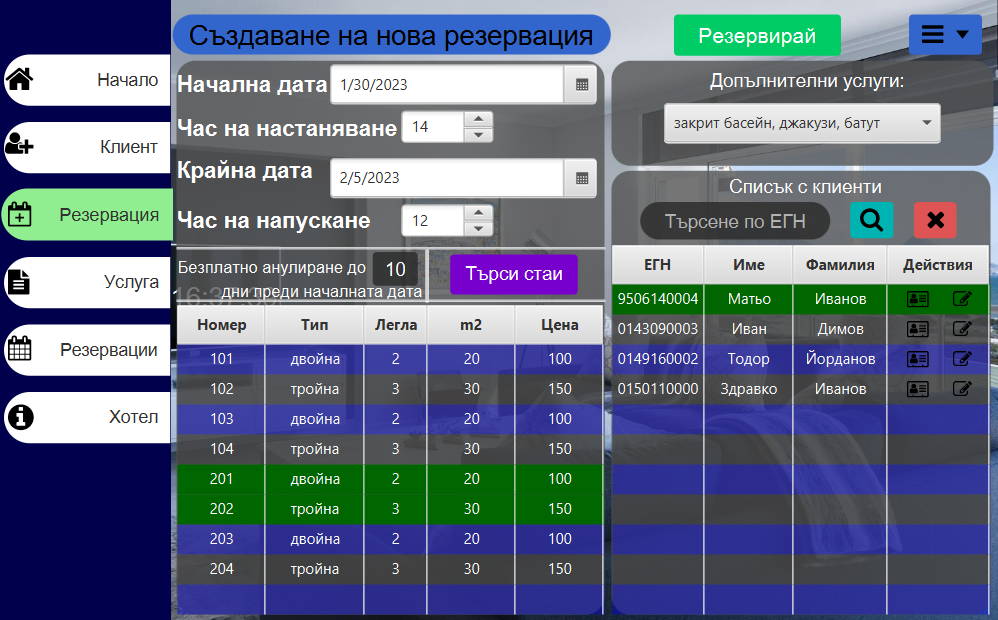 Създаване на нова резервация
Резервирай
Начало
Клиент
Резервация
Услуга
Резервации
Хотел
Начална дата 1/30/2023
Час на настаняване 14
Крайна дата 2/5/2023
Час на напускане 12
Безплатно анулиране до 10
дни преди началната дата
Търси стаи
Номер Тип Легла m2 Цена
101 двойна 2 20 100
102 тройна 3 30 150
103 двойна 2 20 100
104 тройна 3 30 150
201 двойна 2 20 100
202 тройна 3 30 150
203 двойна 2 20 100
204 тройна 3 30 150
Допълнителни услуги:
закрит басейн, джакузи, батут
Списък с клиенти
Търсене по ЕГН
ЕГН Име Фамилия Действия
9506140004 Матьо Иванов
0143090003 Иван Димов
0149160002 Тодор Йорданов
0150110000 Здравко Иванов